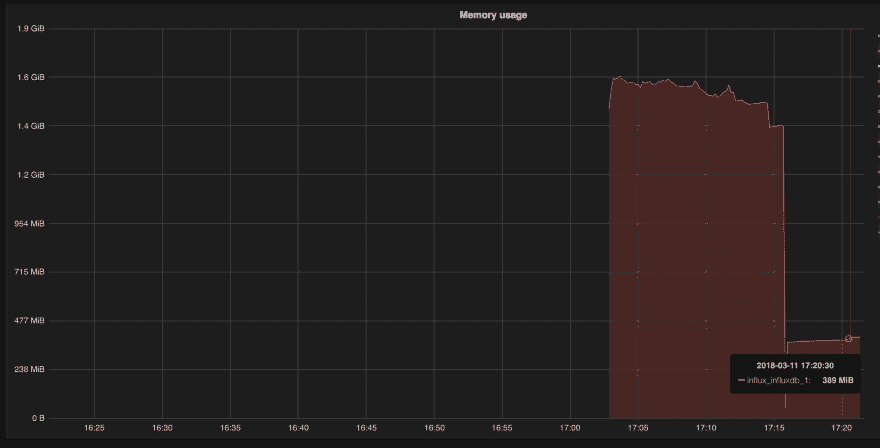 Memory usage
1.9 GiB
1.6 GiB
1.4 GiB
1.2 GiB
954 MiB
715 MiB
477 MiB
238 MiB
0 B
16:25 16:30 16:35 16:40 16:45 16:50 16:55 17:00 17:05 17:10 17:15 17:20
2018-03-11 17:20:30
influx_influxdb_1: 389 MiB